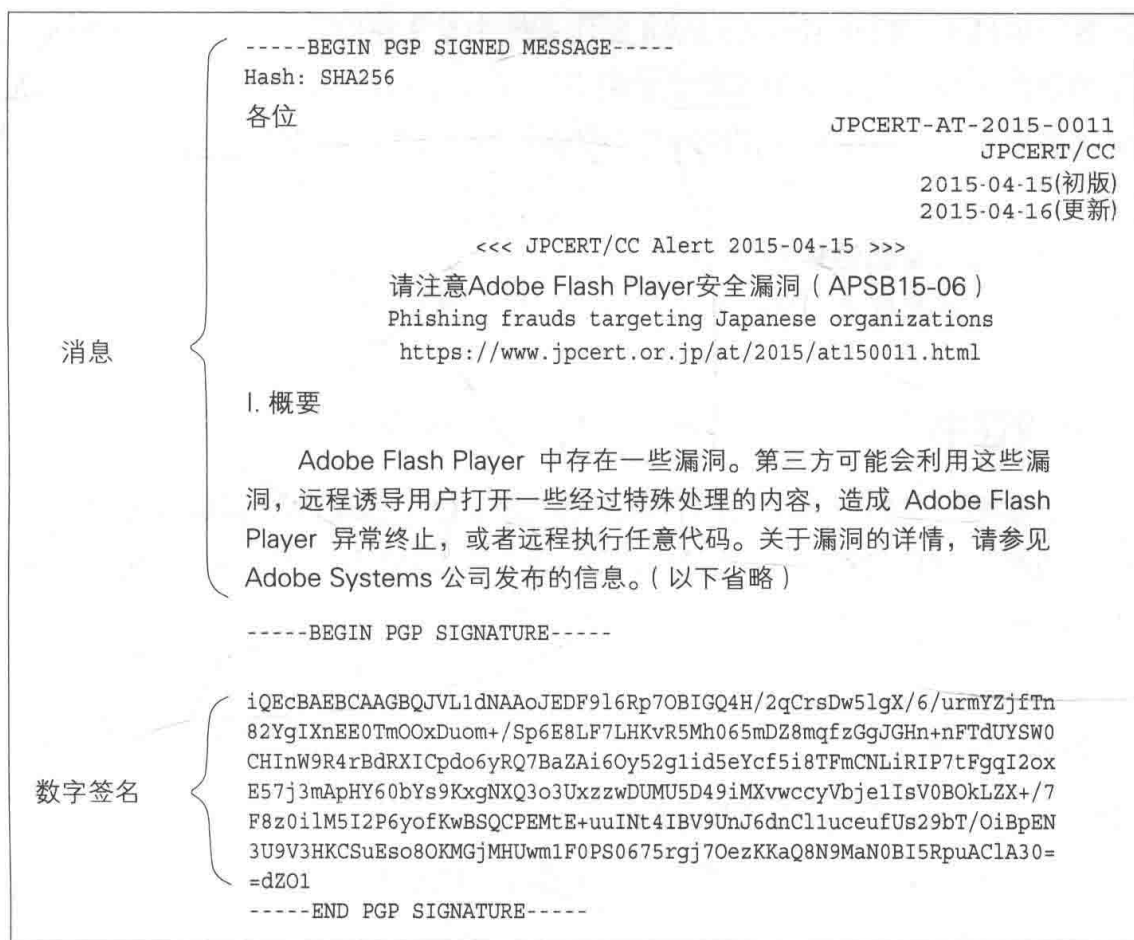 -----BEGIN PGP SIGNED MESSAGE-----
Hash: SHA256
各位
JPCERT-AT-2015-0011
JPCERT/CC
2015-04-15(初版)
2015-04-16(更新)
<<< JPCERT/CC Alert 2015-04-15 >>>
请注意Adobe Flash Player安全漏洞（APSB15-06）
Phishing frauds targeting Japanese organizations
https://www.jpcert.or.jp/at/2015/at150011.html
消息
I. 概要
Adobe Flash Player 中存在一些漏洞。第三方可能会利用这些漏
洞，远程诱导用户打开一些经过特殊处理的内容，造成 Adobe Flash
Player 异常终止，或者远程执行任意代码。关于漏洞的详情，请参见
Adobe Systems 公司发布的信息。（以下省略）
-----BEGIN PGP SIGNATURE-----
数字签名
iQEcBAEBCAAGBQJVL1dNAAoJEDF9l6Rp7OBIGQ4H/2qCrsDw5lgX/6/urmYZjfTn
82YgIXnEE0TmOOxDuom+/Sp6E8LF7LHKvR5Mh065mDZ8mqfzGgJGHn+nFTdUYSW0
CHInW9R4rBdRXICpdo6yRQ7BaZAi6Oy52g1id5eYcf5i8TFmCNLiRIP7tFgqI2ox
E57j3mApHY60bYs9KxgNXQ3o3UxzzwDUMU5D49iMXvwccyVbje1IsV0BOkLZX+/7
F8z0ilM5I2P6yofKwBSQCPEMtE+uuINt4IBV9UnJ6dnCl1uceufUs29bT/OiBpEN
3U9V3HKCSuEso8OKMGjMHUwm1F0PS0675rgj7OezKKaQ8N9MaN0BI5RpuAClA30=
=dZO1
-----END PGP SIGNATURE-----